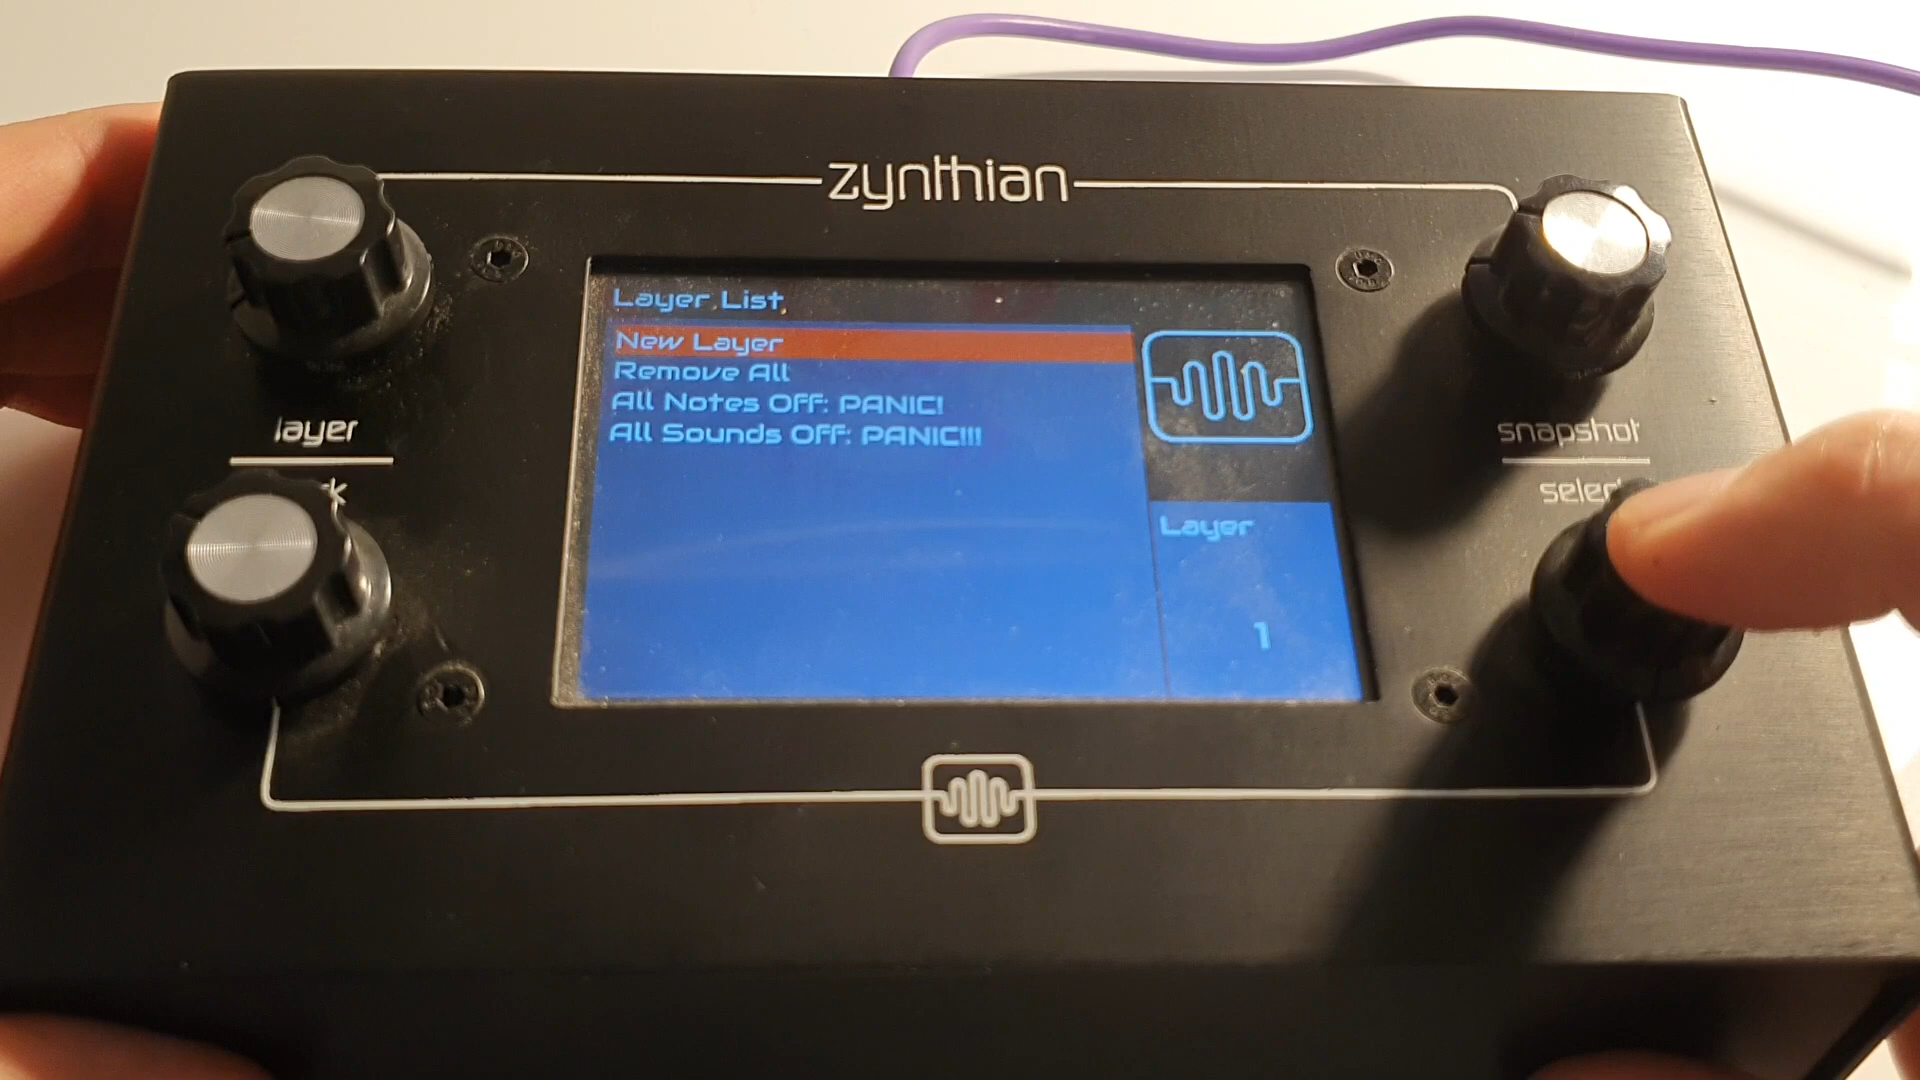 zynthian
Layer List
New Layer
Remove All
All Notes Off: PANIC!
All Sounds Off: PANIC!!!
Layer
1
layer
snapshot
select